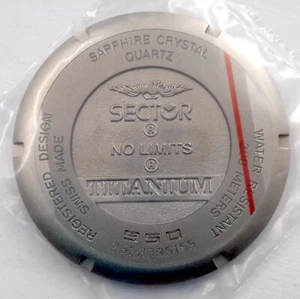 SAPPHIRE CRYSTAL
QUARTZ
SECTOR
®
NO LIMITS
®
TITANIUM
950
REGISTERED DESIGN
SWISS MADE
WATER RESISTANT
METERS